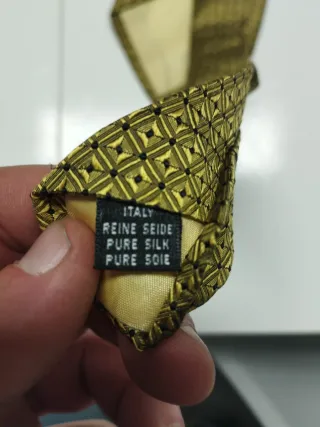 ITALY
REINE SEIDE
PURE SILK
PURE SOIE